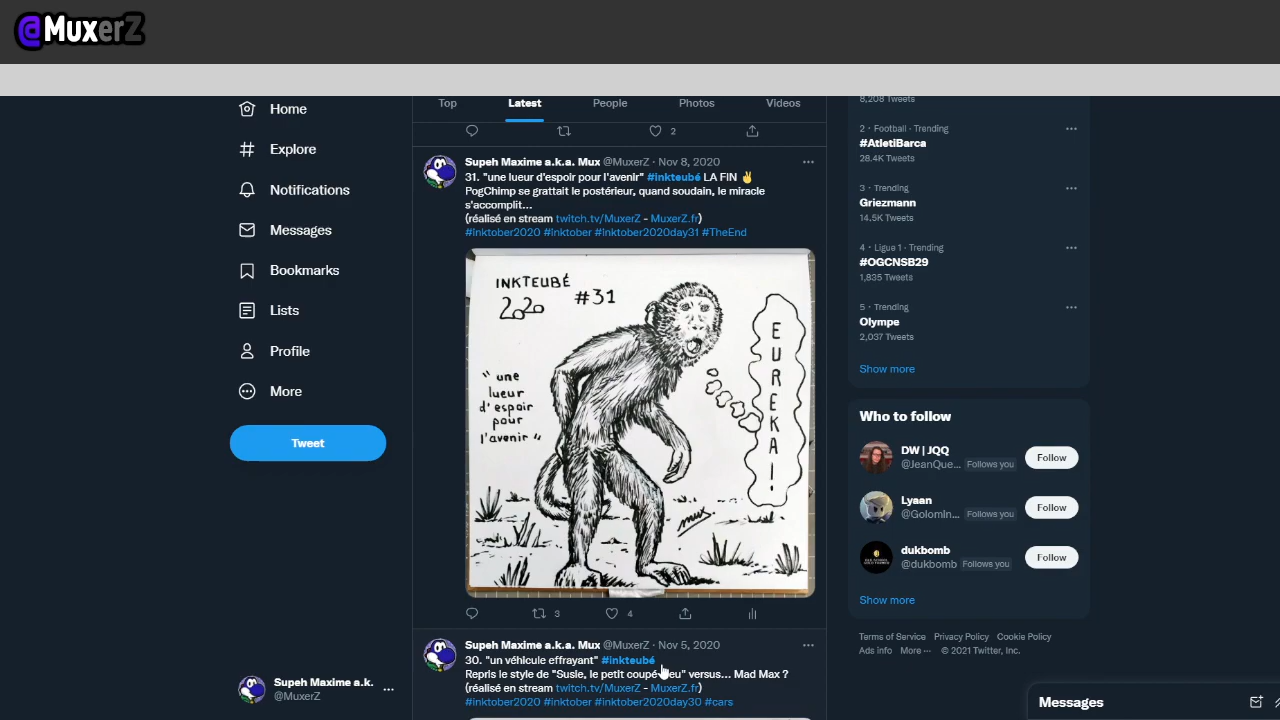 @MuxerZ
Home
Explore
Notifications
Messages
Bookmarks
Lists
Profile
More
Tweet
Supeh Maxime a.k.
@MuxerZ
Top Latest People Photos Videos
2
Supeh Maxime a.k.a. Mux @MuxerZ · Nov 8, 2020
31. "une lueur d'espoir pour l'avenir" #inkteubé LA FIN ✌
PogChimp se grattait le postérieur, quand soudain, le miracle
s'accomplit...
(réalisé en stream twitch.tv/MuxerZ - MuxerZ.fr)
#inktober2020 #inktober #inktober2020day31 #TheEnd
INKTEUBÉ
2020 #31
"une
lueur
d'espoir
pour
l'avenir"
EUREKA!
mux
3 4
Supeh Maxime a.k.a. Mux @MuxerZ · Nov 5, 2020
30. "un véhicule effrayant" #inkteubé
Repris le style de "Susie, le petit coupé bleu" versus... Mad Max ?
(réalisé en stream twitch.tv/MuxerZ - MuxerZ.fr)
#inktober2020 #inktober #inktober2020day30 #cars
8,208 Tweets
2 · Football · Trending
#AtletiBarca
28.4K Tweets
3 · Trending
Griezmann
14.5K Tweets
4 · Ligue 1 · Trending
#OGCNSB29
1,835 Tweets
5 · Trending
Olympe
2,037 Tweets
Show more
Who to follow
DW | JQQ
@JeanQue... Follows you
Follow
Lyaan
@GolomIn... Follows you
Follow
dukbomb
@dukbomb Follows you
Follow
Show more
Terms of Service Privacy Policy Cookie Policy
Ads info More ··· © 2021 Twitter, Inc.
Messages